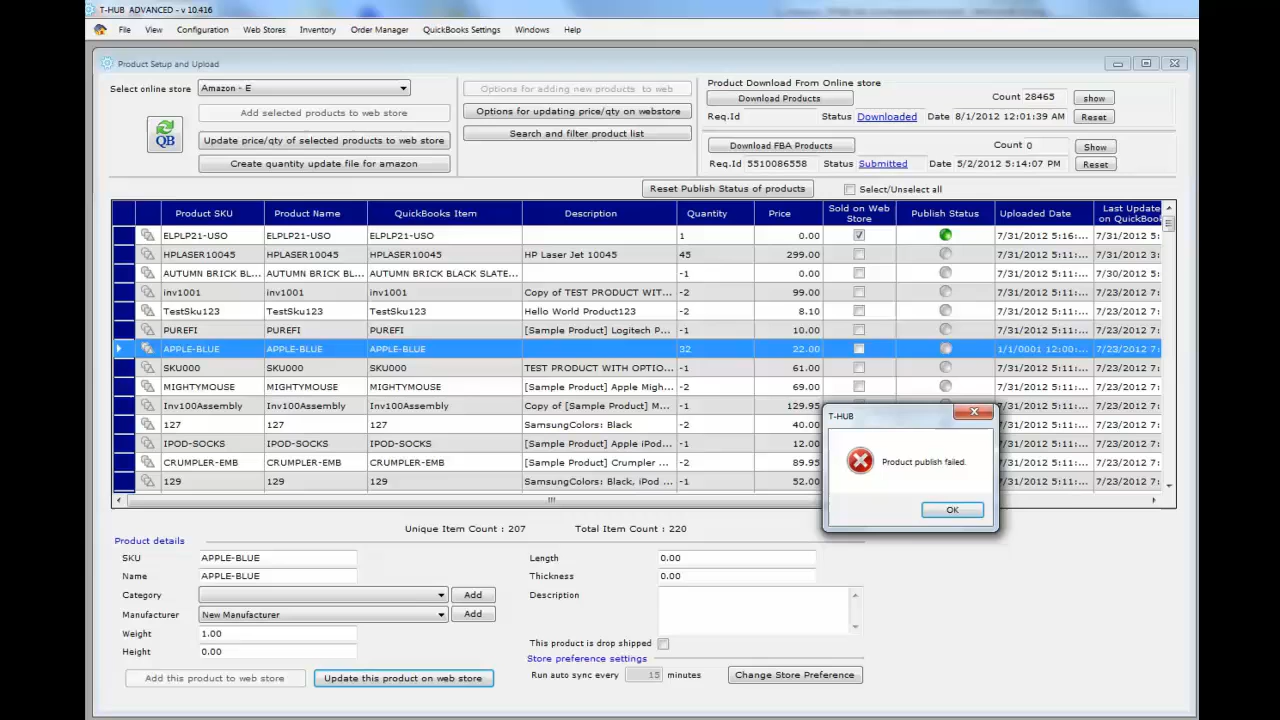 T-HUB ADVANCED - v 10.416
File View Configuration Web Stores Inventory Order Manager QuickBooks Settings Windows Help
Product Setup and Upload
Select online store Amazon - E
Add selected products to web store
QB
Update price/qty of selected products to web store
Create quantity update file for amazon
Options for adding new products to web
Options for updating price/qty on webstore
Search and filter product list
Product Download From Online store
Download Products Count 28465 show
Req.Id Status Downloaded Date 8/1/2012 12:01:39 AM Reset
Download FBA Products Count 0 Show
Req.Id 5510086558 Status Submitted Date 5/2/2012 5:14:07 PM Reset
Reset Publish Status of products Select/Unselect all
Product SKU Product Name QuickBooks Item Description Quantity Price Sold on Web Store Publish Status Uploaded Date Last Update on QuickBo
ELPLP21-USO ELPLP21-USO ELPLP21-USO 1 0.00 7/31/2012 5:16:... 7/31/2012 5:
HPLASER10045 HPLASER10045 HPLASER10045 HP Laser Jet 10045 45 299.00 7/31/2012 5:11:... 7/31/2012 5:
AUTUMN BRICK BL... AUTUMN BRICK BL... AUTUMN BRICK BLACK SLATE... -1 0.00 7/31/2012 5:11:... 7/30/2012 5:
inv1001 inv1001 inv1001 Copy of TEST PRODUCT WIT... -2 99.00 7/31/2012 5:11:... 7/23/2012 7:
TestSku123 TestSku123 TestSku123 Hello World Product123 -2 8.10 7/31/2012 5:11:... 7/23/2012 7:
PUREFI PUREFI PUREFI [Sample Product] Logitech P... -1 10.00 7/31/2012 5:11:... 7/23/2012 7:
APPLE-BLUE APPLE-BLUE APPLE-BLUE 32 22.00 1/1/0001 12:00:... 7/23/2012 7:
SKU000 SKU000 SKU000 TEST PRODUCT WITH OPTIO... -1 61.00 7/31/2012 5:11:... 7/23/2012 7:
MIGHTYMOUSE MIGHTYMOUSE MIGHTYMOUSE [Sample Product] Apple Migh... -2 69.00 7/31/2012 5:11:... 7/23/2012 7:
Inv100Assembly Inv100Assembly Inv100Assembly Copy of [Sample Product] M... -1 129.95 7/31/2012 5:11:... 7/23/2012 7:
127 127 127 SamsungColors: Black -2 40.00 7/31/2012 5:11:... 7/23/2012 7:
IPOD-SOCKS IPOD-SOCKS IPOD-SOCKS [Sample Product] Apple iPod... -1 12.00 7/31/2012 5:11:... 7/23/2012 7:
CRUMPLER-EMB CRUMPLER-EMB CRUMPLER-EMB [Sample Product] Crumpler ... -2 89.95 7/31/2012 5:11:... 7/23/2012 7:
129 129 129 SamsungColors: Black, iPod ... -1 52.00 7/31/2012 5:11:... 7/23/2012 7:
T-HUB
Product publish failed.
OK
Unique Item Count : 207 Total Item Count : 220
Product details
SKU APPLE-BLUE
Name APPLE-BLUE
Category Add
Manufacturer New Manufacturer Add
Weight 1.00
Height 0.00
Length 0.00
Thickness 0.00
Description
This product is drop shipped
Store preference settings
Run auto sync every 15 minutes Change Store Preference
Add this product to web store Update this product on web store